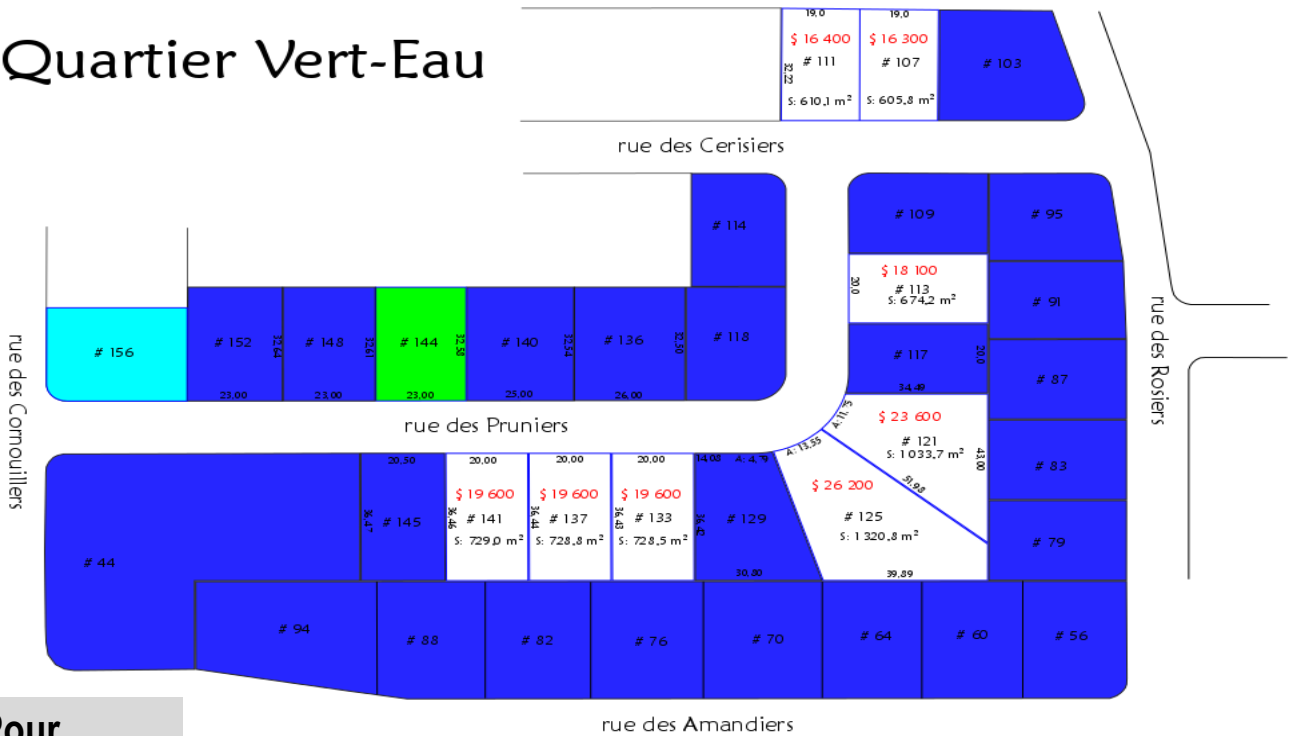 Quartier Vert-Eau
19,0
19,0
$ 16 400
$ 16 300
# 111
# 107
# 103
32,22
S: 610,1 m²
S: 605,8 m²
rue des Cerisiers
# 114
# 109
# 95
$ 18 100
# 113
S: 674,2 m²
20,0
# 91
# 156
# 152
32,64
23,00
# 148
32,61
23,00
# 144
32,58
23,00
# 140
32,54
25,00
# 136
32,50
26,00
# 118
# 117
20,0
34,49
# 87
rue des Cornouillers
rue des Rosiers
rue des Pruniers
A: 11,75
$ 23 600
# 121
S: 1 033,7 m²
43,00
51,98
# 83
A: 13,55
$ 26 200
# 125
S: 1 320,8 m²
39,89
# 79
20,50
36,47
# 145
20,00
$ 19 600
36,46
# 141
S: 729,0 m²
20,00
$ 19 600
36,44
# 137
S: 728,8 m²
20,00
$ 19 600
36,43
# 133
S: 728,5 m²
14,08
A: 4,79
36,42
# 129
30,80
# 44
# 94
# 88
# 82
# 76
# 70
# 64
# 60
# 56
rue des Amandiers
Pour